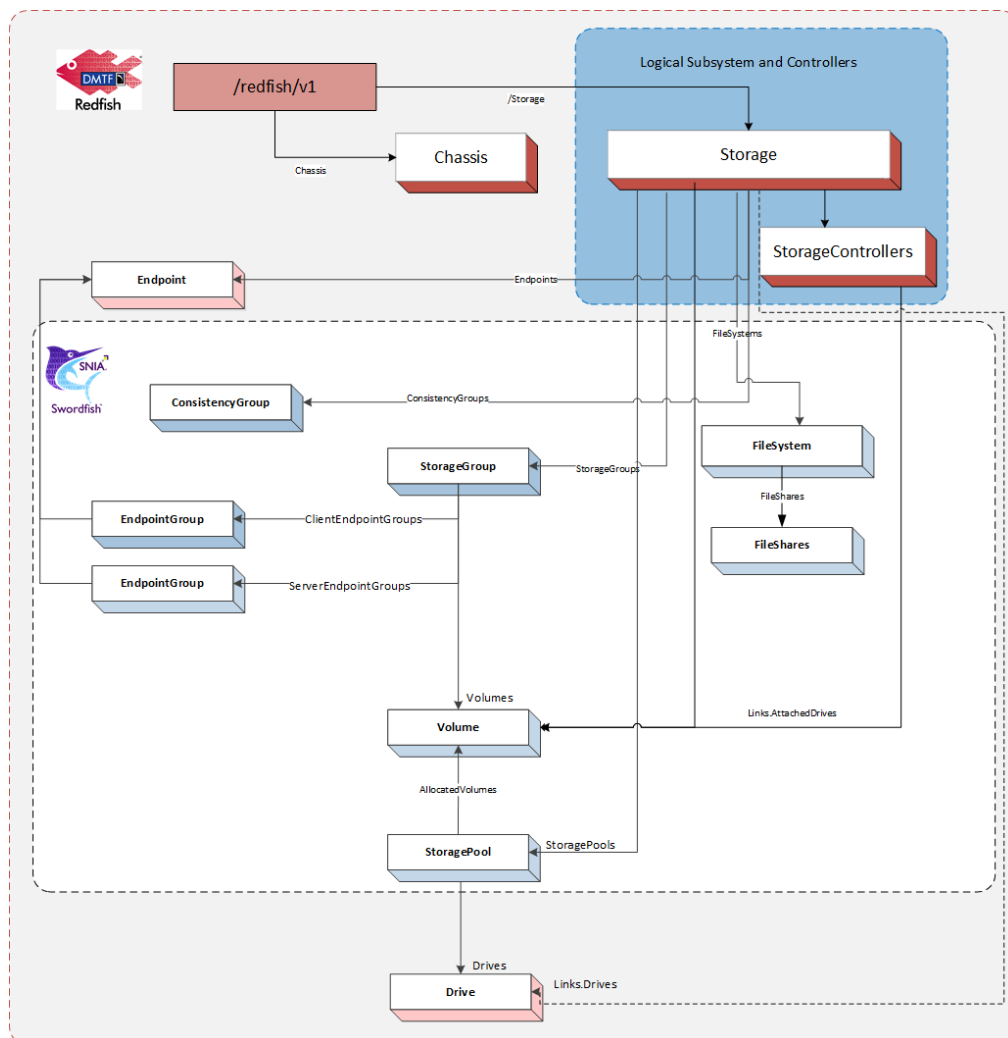 DMTF
Redfish
/redfish/v1
/Storage
Logical Subsystem and Controllers
Chassis
Chassis
Storage
StorageControllers
Endpoint
Endpoints
FileSystems
SNIA
Swordfish
ConsistencyGroup
ConsistencyGroups
FileSystem
StorageGroup
StorageGroups
FileShares
EndpointGroup
ClientEndpointGroups
FileShares
EndpointGroup
ServerEndpointGroups
Volumes
Volume
Links.AttachedDrives
AllocatedVolumes
StoragePool
StoragePools
Drives
Drive
Links.Drives